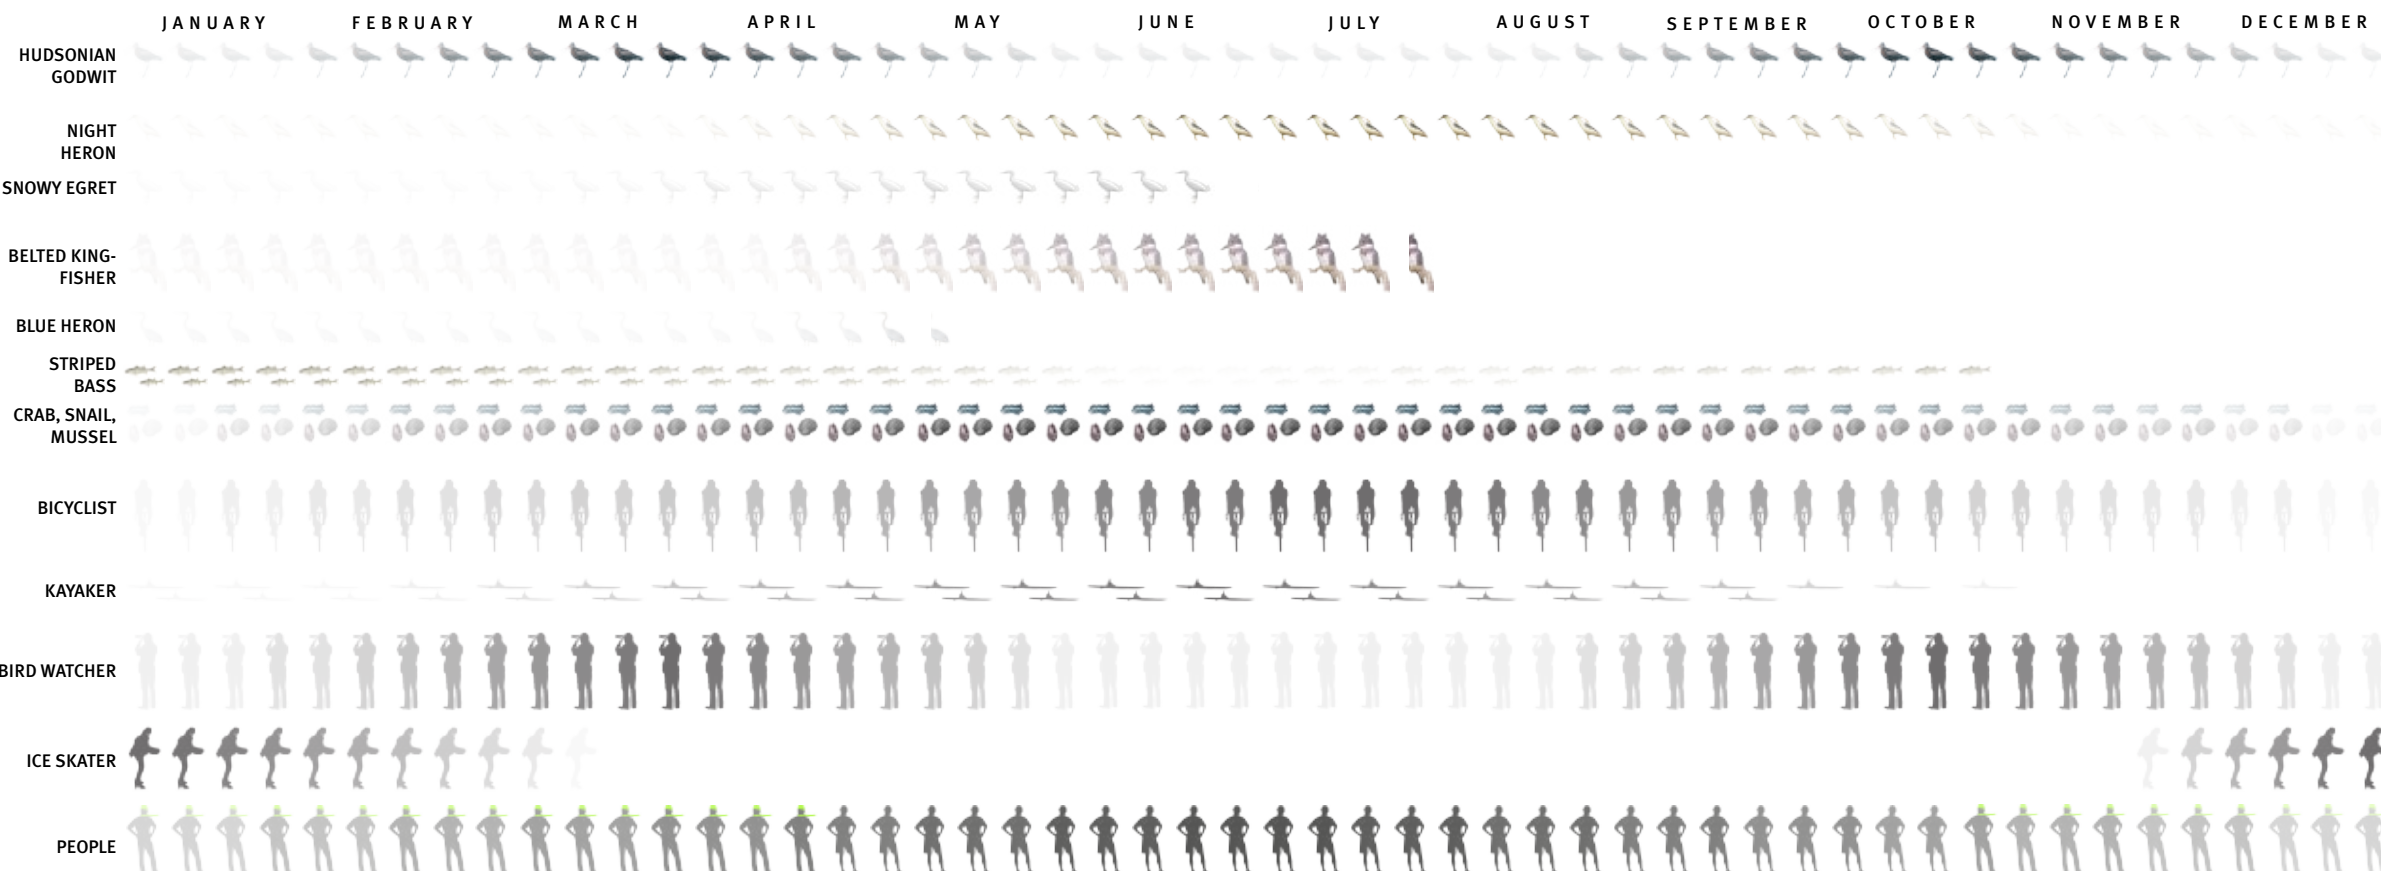 JANUARY FEBRUARY MARCH APRIL MAY JUNE JULY AUGUST SEPTEMBER OCTOBER NOVEMBER DECEMBER
HUDSONIAN
GODWIT
NIGHT
HERON
SNOWY EGRET
BELTED KING-
FISHER
BLUE HERON
STRIPED
BASS
CRAB, SNAIL,
MUSSEL
BICYCLIST
KAYAKER
BIRD WATCHER
ICE SKATER
PEOPLE